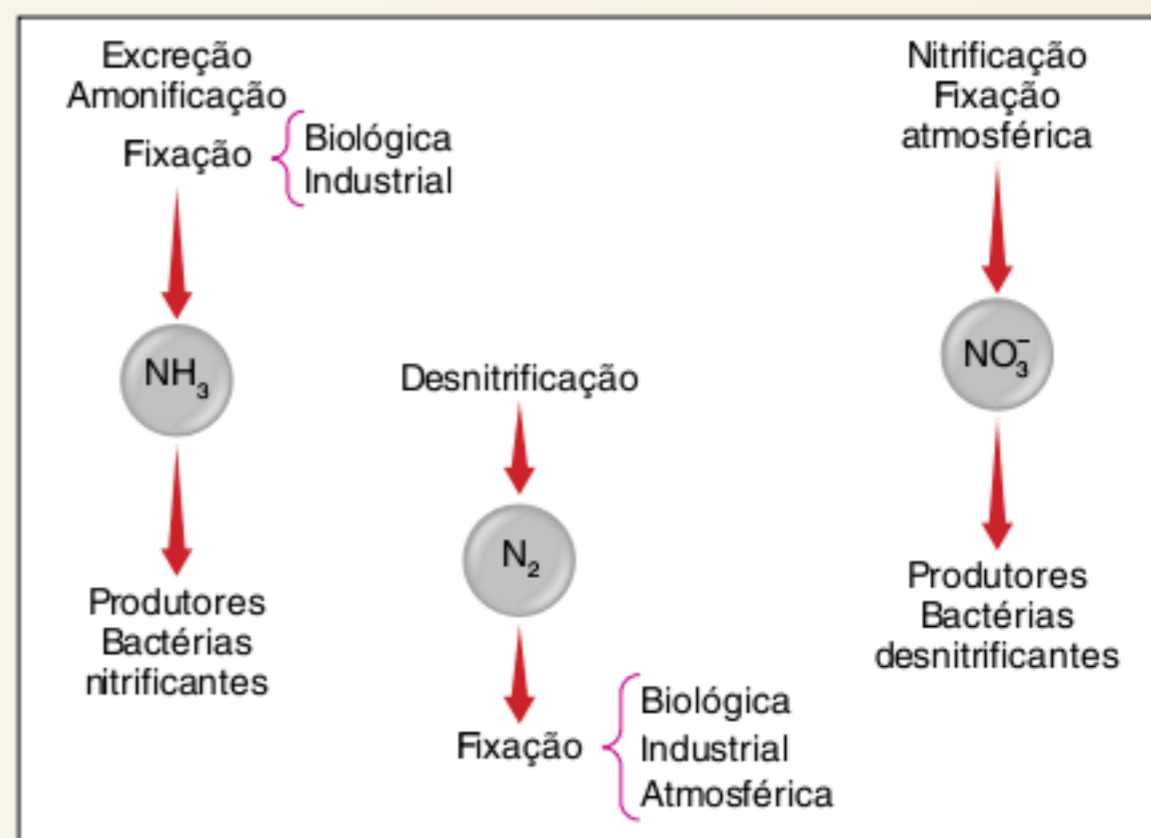 Excreção
Amonificação
Fixação
Biológica
Industrial
NH₃
Produtores
Bactérias
nitrificantes
Desnitrificação
N₂
Fixação
Biológica
Industrial
Atmosférica
Nitrificação
Fixação
atmosférica
NO₃⁻
Produtores
Bactérias
desnitrificantes